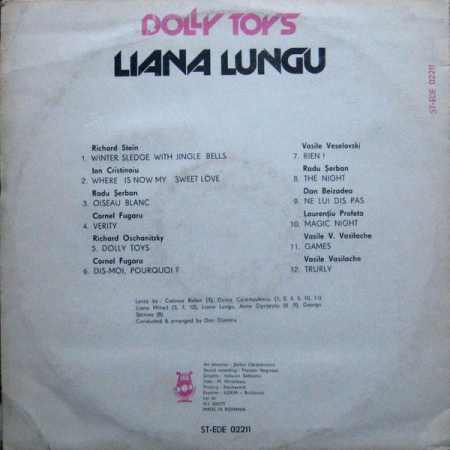 DOLLY TOYS
LIANA LUNGU
ST-EDE 02211
Richard Stein
1. WINTER SLEDGE WITH JINGLE BELLS
Ion Cristinoiu
2. WHERE IS NOW MY SWEET LOVE
Radu Șerban
3. OISEAU BLANC
Cornel Fugaru
4. VERITY
Richard Oschanitzky
5. DOLLY TOYS
Cornel Fugaru
6. DIS-MOI, POURQUOI ?
Vasile Veselovski
7. RIEN !
Radu Șerban
8. THE NIGHT
Dan Beizadea
9. NE LUI DIS PAS
Laurențiu Profeta
10. MAGIC NIGHT
Vasile V. Vasilache
11. GAMES
Vasile Vasilache
12. TRURLY
Conducted & arranged by Dan Dimitriu
Printing :
MADE IN ROMANIA
ST-EDE 02211